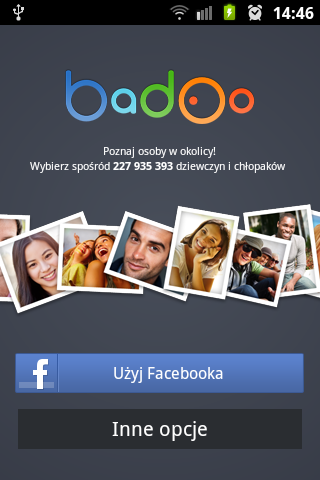 14:46
badoo
Poznaj osoby w okolicy!
Wybierz spośród 227 935 393 dziewczyn i chłopaków
f
Użyj Facebooka
Inne opcje